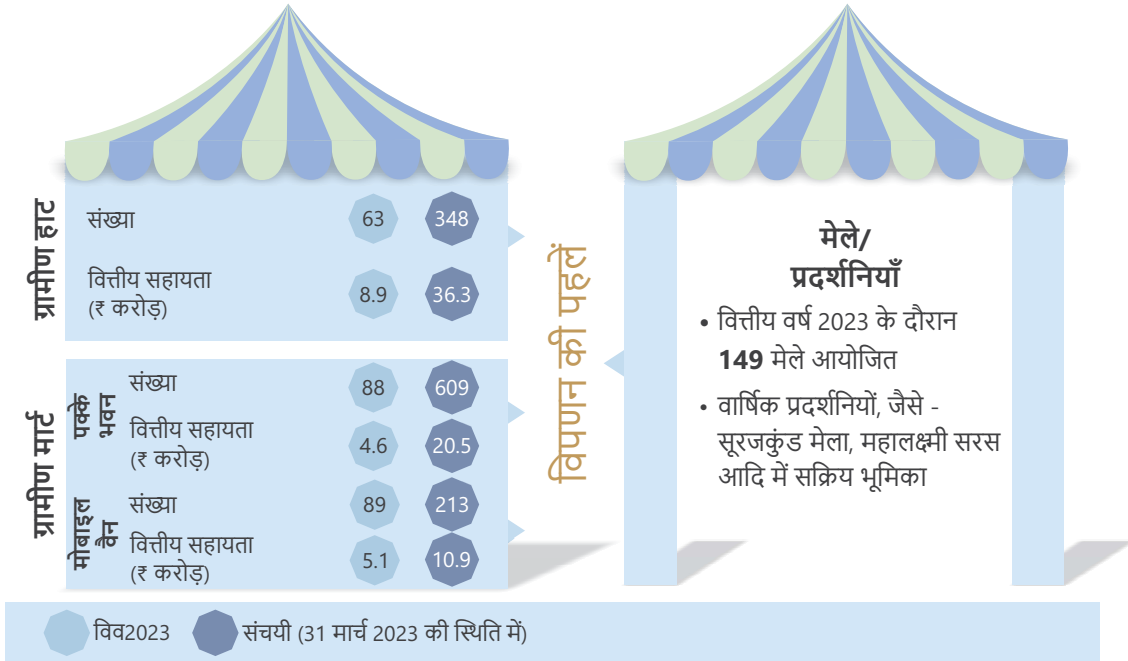 ग्रामीण हाट
संख्या 63 348
वित्तीय सहायता
(₹ करोड़) 8.9 36.3
ग्रामीण मार्ट
पक्के
भवन
संख्या 88 609
वित्तीय सहायता
(₹ करोड़) 4.6 20.5
मोबाइल
वैन
संख्या 89 213
वित्तीय सहायता
(₹ करोड़) 5.1 10.9
विपणन की पहलें
मेले/
प्रदर्शनियाँ
• वित्तीय वर्ष 2023 के दौरान
149 मेले आयोजित
• वार्षिक प्रदर्शनियों, जैसे -
सूरजकुंड मेला, महालक्ष्मी सरस
आदि में सक्रिय भूमिका
विव2023 संचयी (31 मार्च 2023 की स्थिति में)